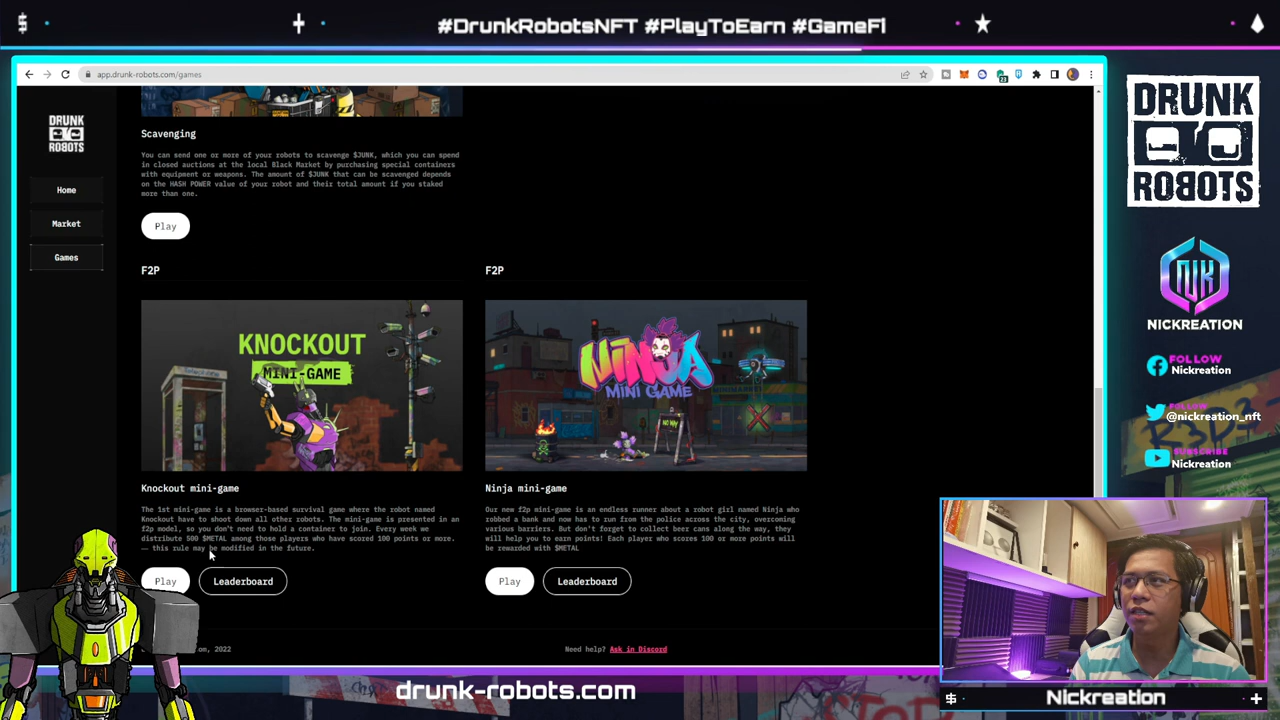 #DrunkRobotsNFT #PlayToEarn #GameFi
app.drunk-robots.com/games
23
DRUNK
ROBOTS
Home
Market
Games
Scavenging
You can send one or more of your robots to scavenge $JUNK, which you can spend
in closed auctions at the local Black Market by purchasing special containers
with equipment or weapons. The amount of $JUNK that can be scavenged depends
on the HASH POWER value of your robot and their total amount if you staked
more than one.
Play
F2P
KNOCKOUT
MINI-GAME
Knockout mini-game
The 1st mini-game is a browser-based survival game where the robot named
Knockout have to shoot down all other robots. The mini-game is presented in an
f2p model, so you don't need to hold a container to join. Every week we
distribute 500 $METAL among those players who have scored 100 points or more.
— this rule may be modified in the future.
Play
Leaderboard
F2P
NINJA
MINI GAME
NO WAY
Ninja mini-game
Our new f2p mini-game is an endless runner about a robot girl named Ninja who
robbed a bank and now has to run from the police across the city, overcoming
various barriers. But don't forget to collect beer cans along the way, they
will help you to earn points! Each player who scores 100 or more points will
be rewarded with $METAL
Play
Leaderboard
om, 2022
Need help? Ask in Discord
DRUNK
ROBOTS
NK
NICKREATION
FOLLOW
Nickreation
FOLLOW
@nickreation_nft
SUBSCRIBE
Nickreation
drunk-robots.com
Nickreation